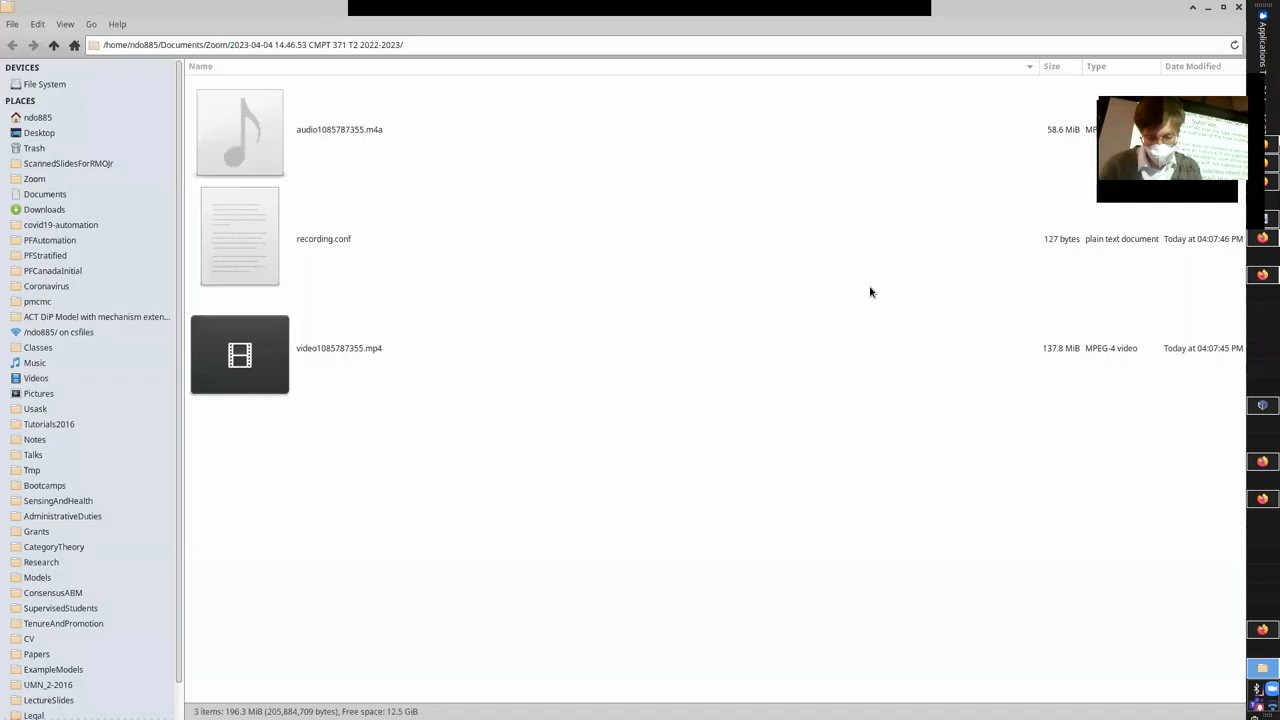 File Edit View Go Help
/home/ndo885/Documents/Zoom/2023-04-04 14.46.53 CMPT 371 T2 2022-2023/
DEVICES
File System
PLACES
ndo885
Desktop
Trash
ScannedSlidesForRMOJr
Zoom
Documents
Downloads
covid19-automation
PFAutomation
PFStratified
PFCanadaInitial
Coronavirus
pmcmc
ACT DiP Model with mechanism exten...
/ndo885/ on csfiles
Classes
Music
Videos
Pictures
Usask
Tutorials2016
Notes
Talks
Tmp
Bootcamps
SensingAndHealth
AdministrativeDuties
Grants
CategoryTheory
Research
Models
ConsensusABM
SupervisedStudents
TenureAndPromotion
CV
Papers
ExampleModels
UMN_2-2016
LectureSlides
Legal
Name Size Type Date Modified
audio1085787355.m4a 58.6 MiB MP
recording.conf 127 bytes plain text document Today at 04:07:46 PM
video1085787355.mp4 137.8 MiB MPEG-4 video Today at 04:07:45 PM
3 items: 196.3 MiB (205,884,709 bytes), Free space: 12.5 GiB
Applications
Subclass